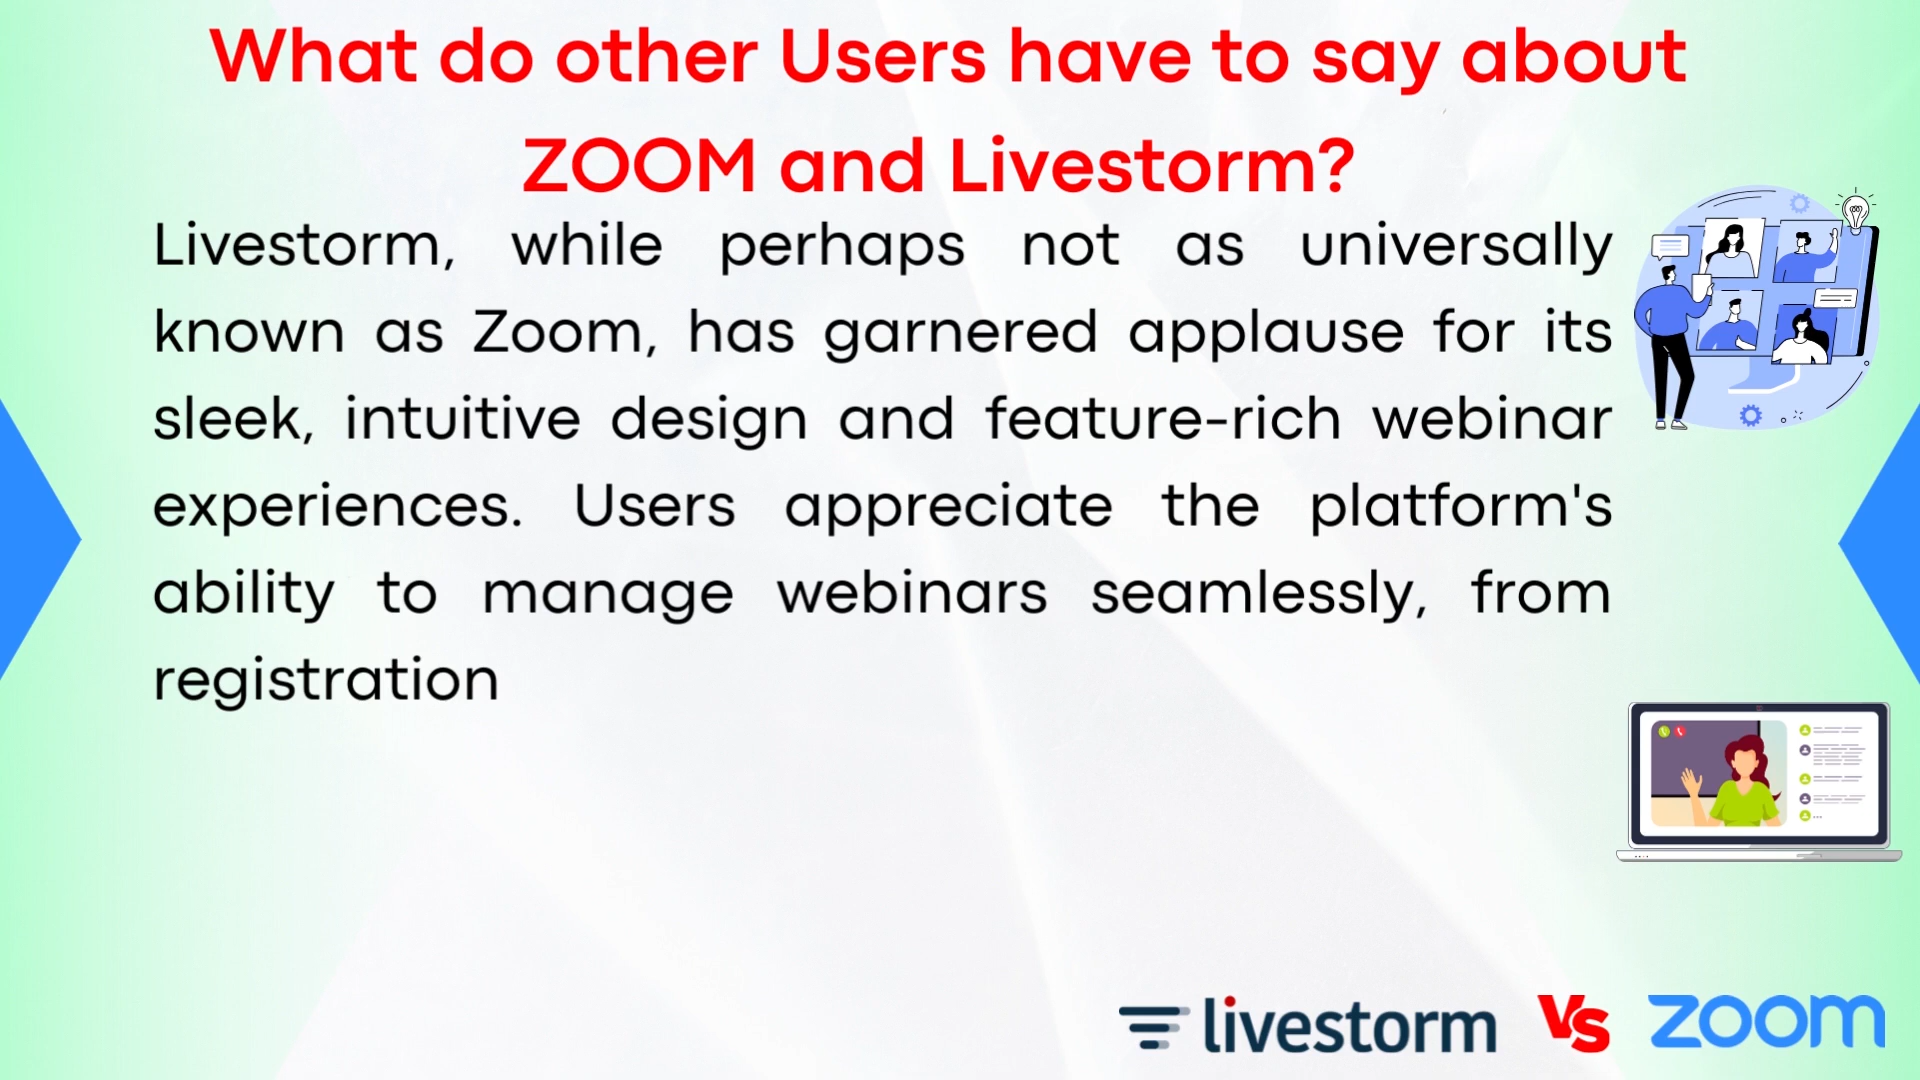 What do other Users have to say about
ZOOM and Livestorm?
Livestorm, while perhaps not as universally
known as Zoom, has garnered applause for its
sleek, intuitive design and feature-rich webinar
experiences. Users appreciate the platform's
ability to manage webinars seamlessly, from
registration
livestorm VS zoom